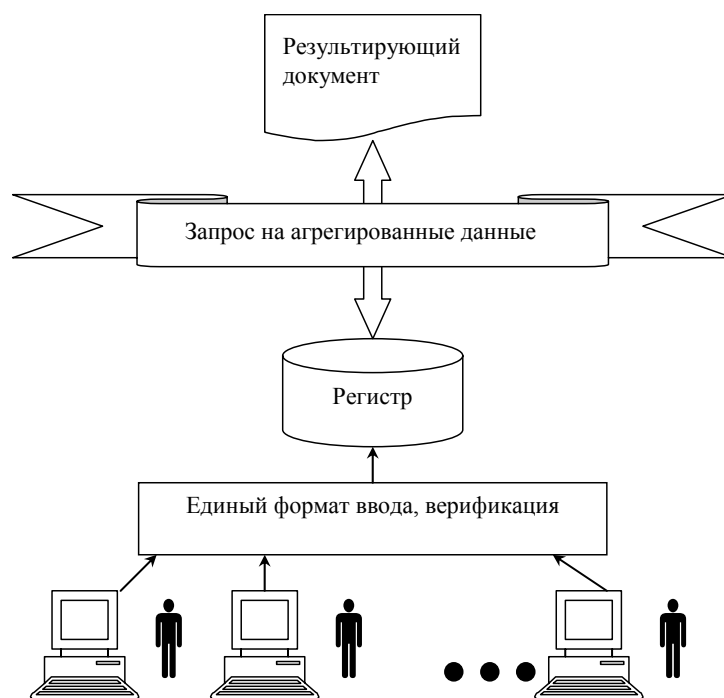 Результирующий
документ
Запрос на агрегированные данные
Регистр
Единый формат ввода, верификация